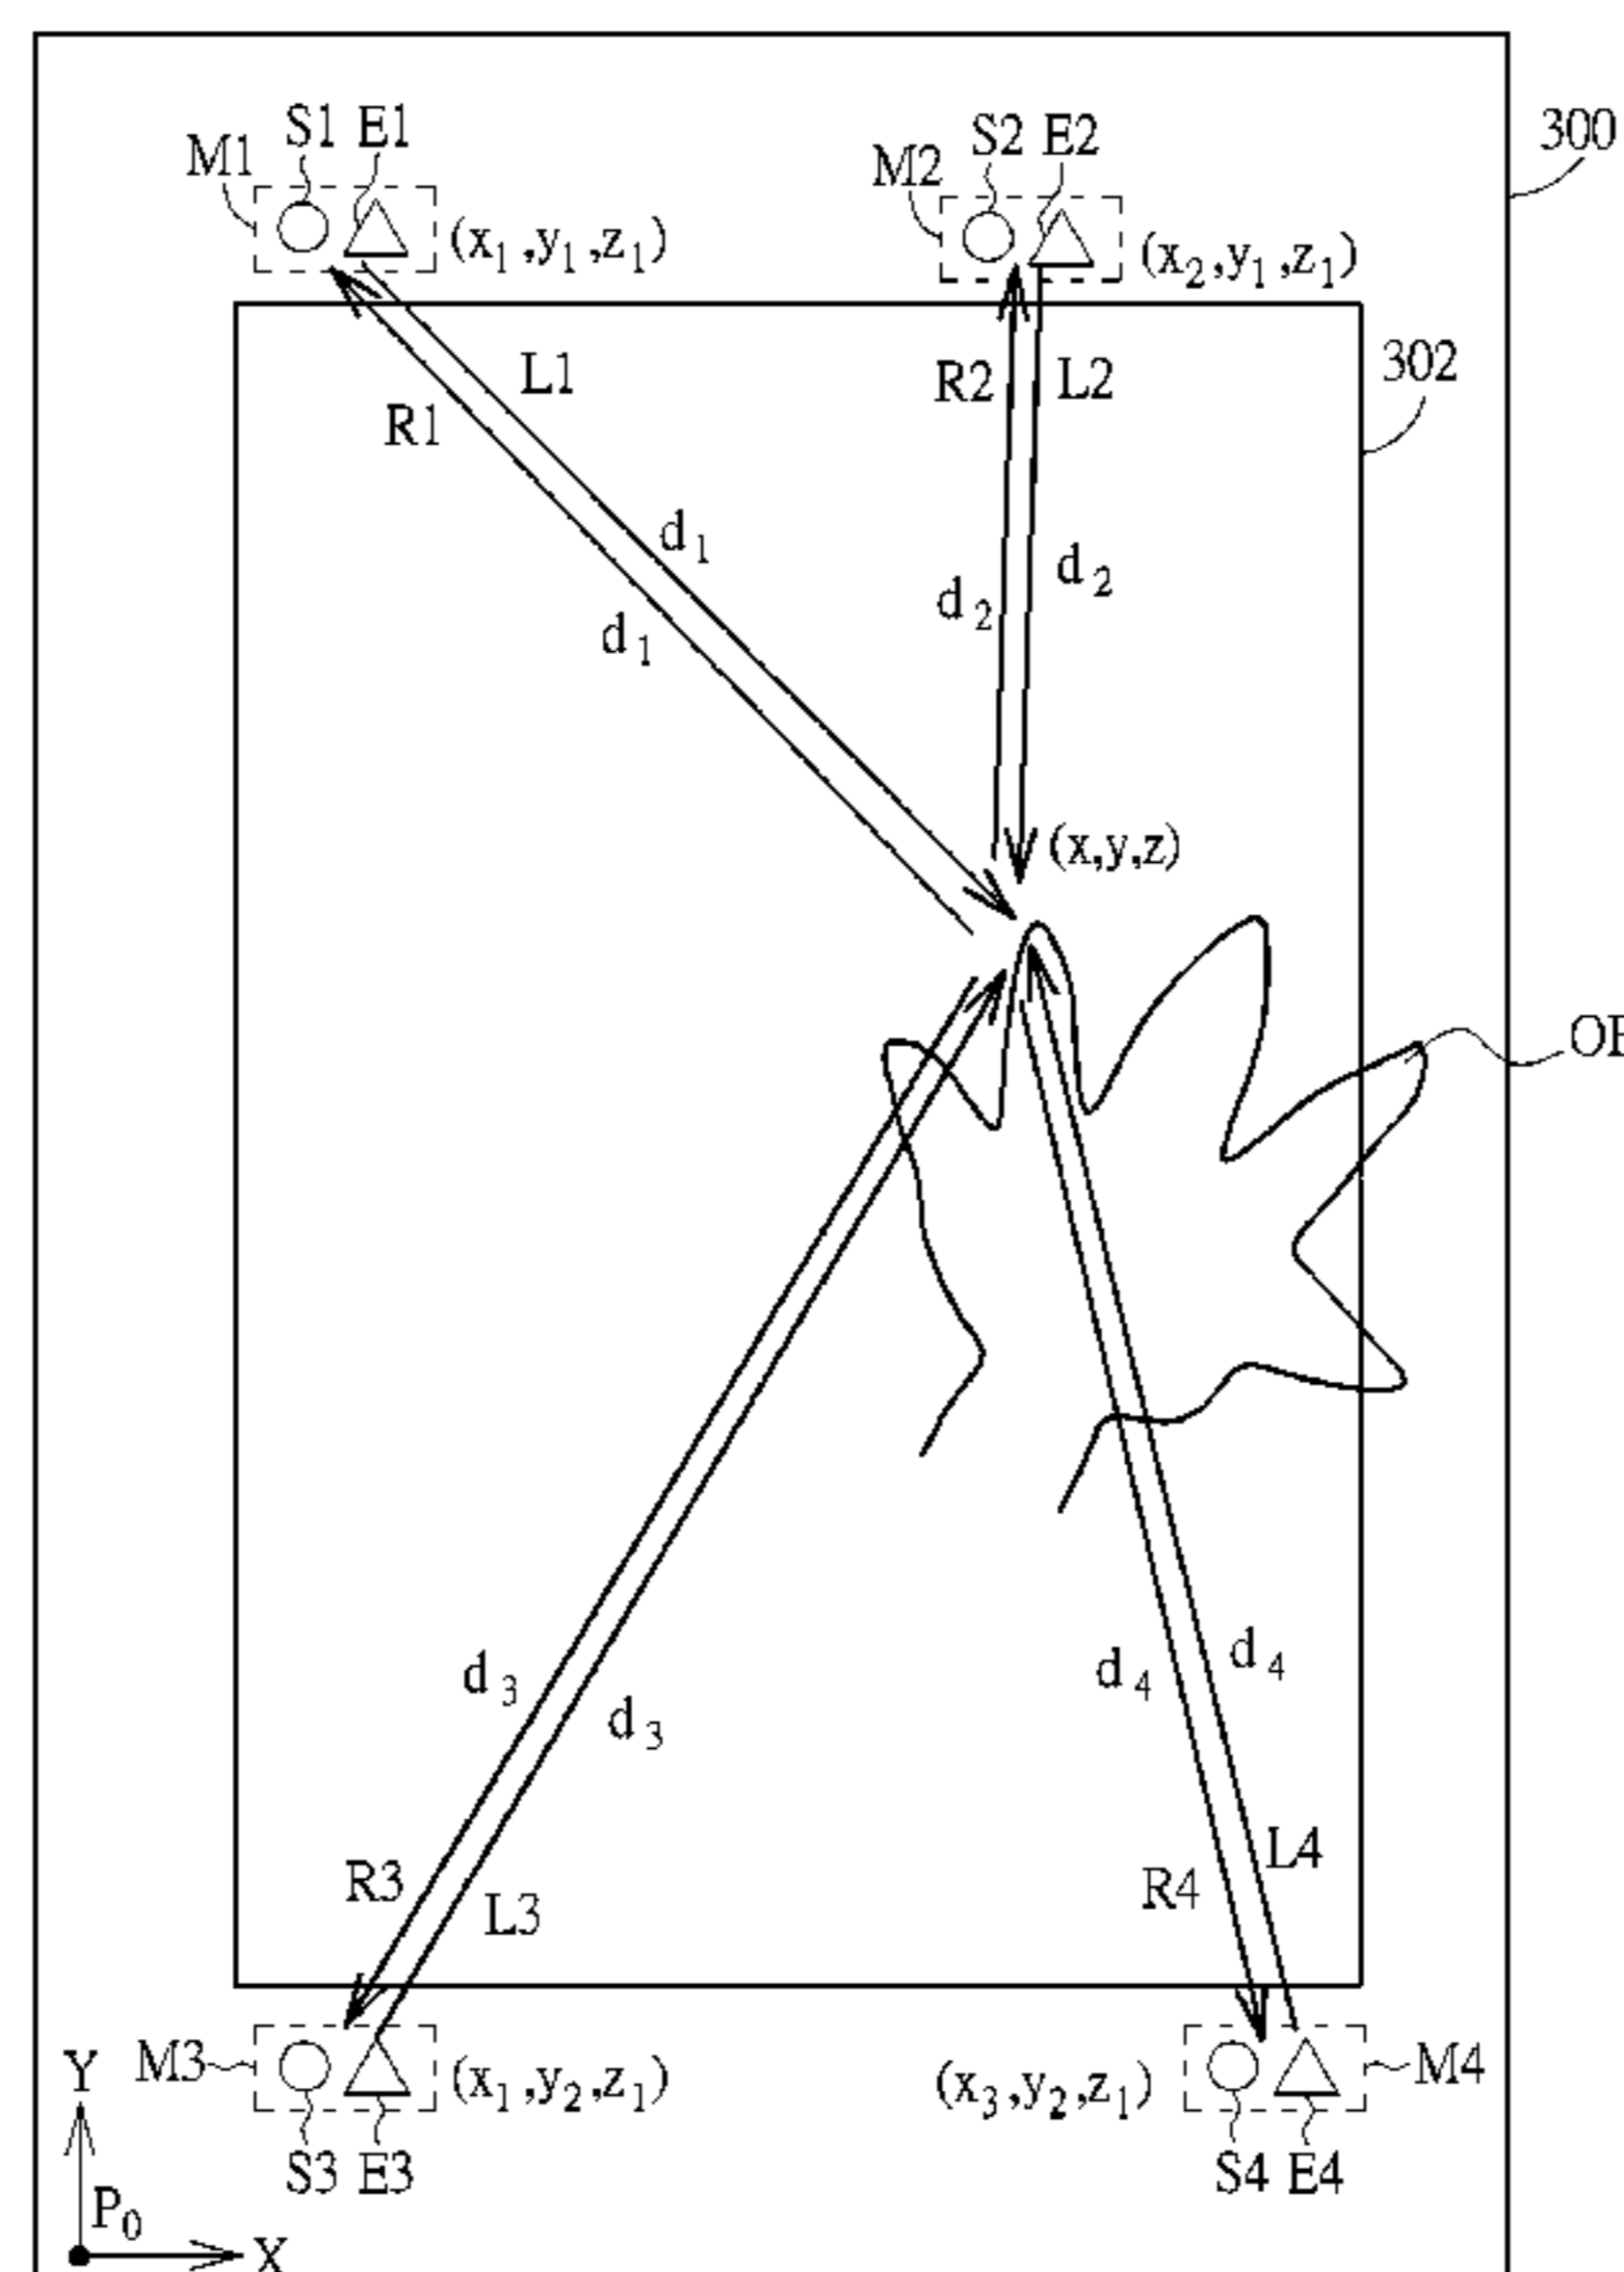 300
S1 E1
M1
(x₁,y₁,z₁)
S2 E2
M2
(x₂,y₁,z₁)
302
L1
R1
R2
L2
d₁
d₁
d₂
d₂
(x,y,z)
d₃
d₃
d₄
d₄
R3
L3
R4
L4
M3
(x₁,y₂,z₁)
(x₃,y₂,z₁)
M4
S3 E3
S4 E4
Y
P₀
X